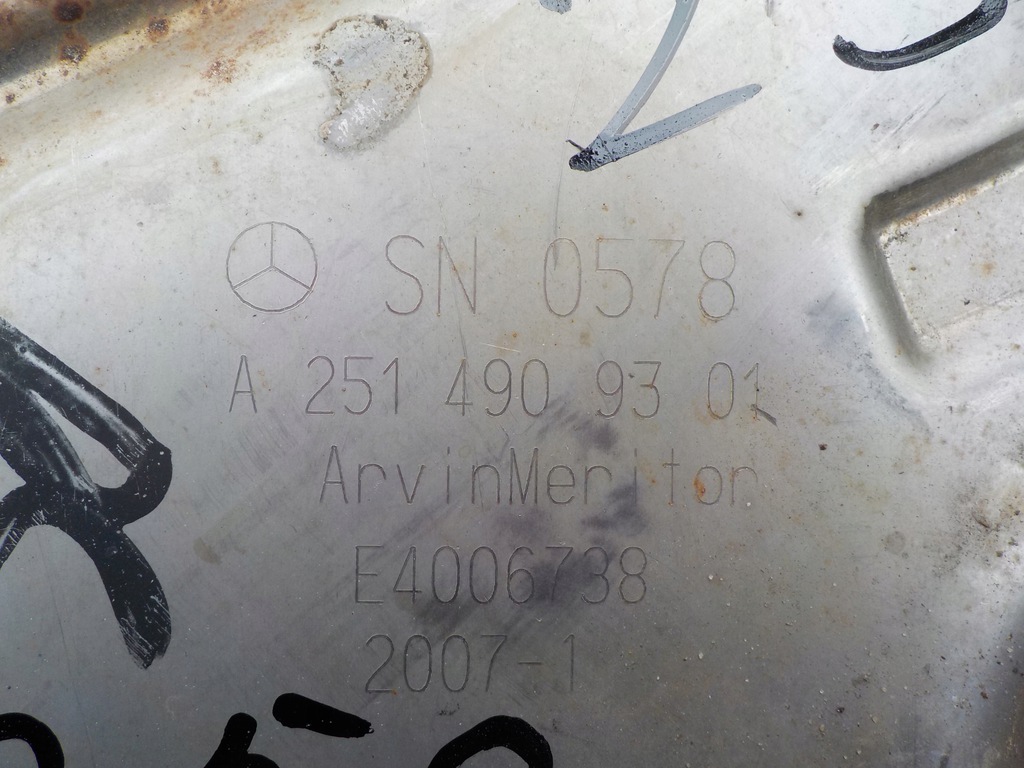 SN 0578
A 251 490 93 01
ArvinMeritor
E4006738
2007-1